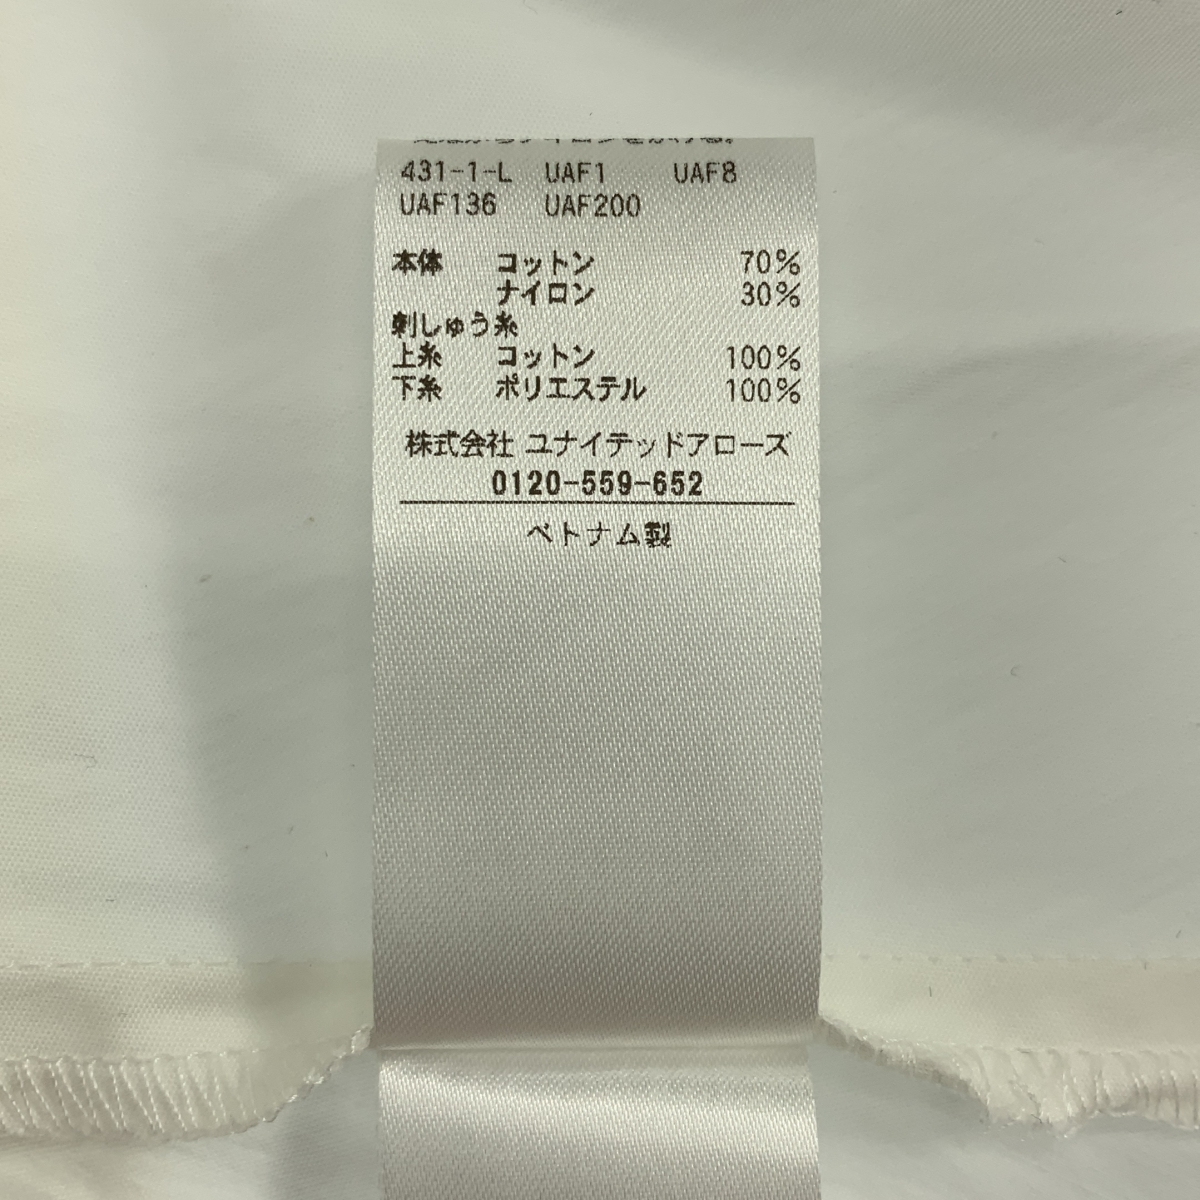 431-1-L UAF1 UAF8
UAF136 UAF200
本体 コットン 70%
ナイロン 30%
刺しゅう糸
上糸 コットン 100%
下糸 ポリエステル 100%
株式会社 ユナイテッドアローズ
0120-559-652
ベトナム製